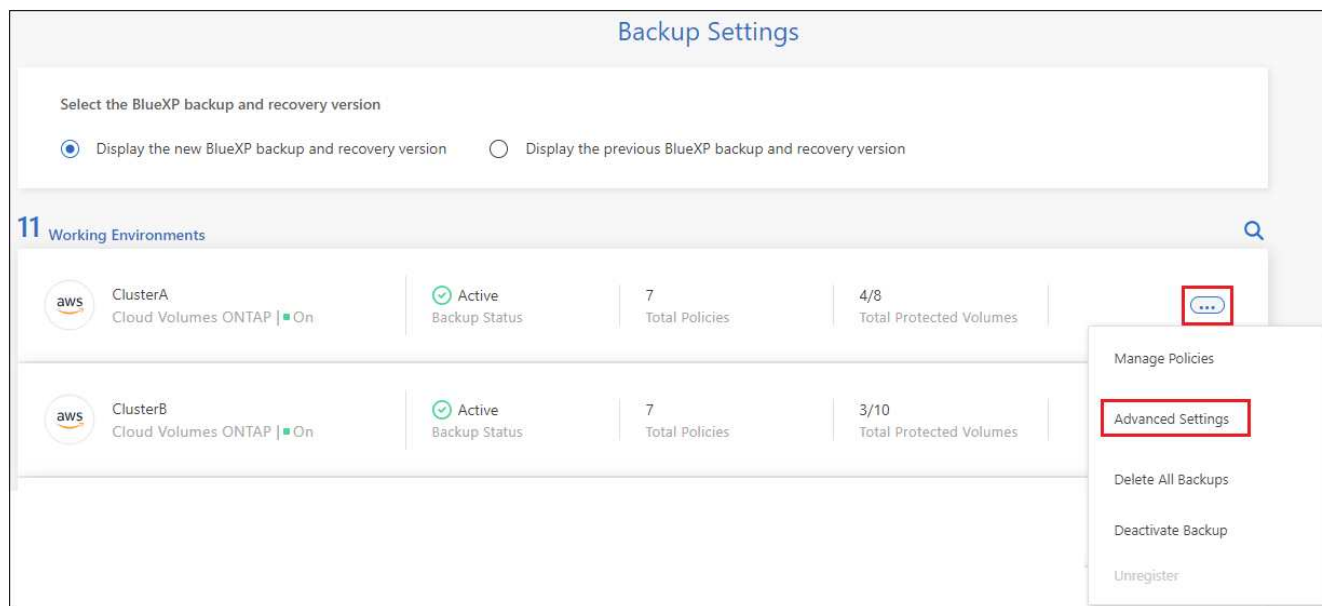 Backup Settings
Select the BlueXP backup and recovery version
Display the new BlueXP backup and recovery version Display the previous BlueXP backup and recovery version
11 Working Environments
aws ClusterA Active 7 4/8 ...
Cloud Volumes ONTAP | On Backup Status Total Policies Total Protected Volumes
Manage Policies
aws ClusterB Active 7 3/10
Cloud Volumes ONTAP | On Backup Status Total Policies Total Protected Volumes
Advanced Settings
Delete All Backups
Deactivate Backup
Unregister